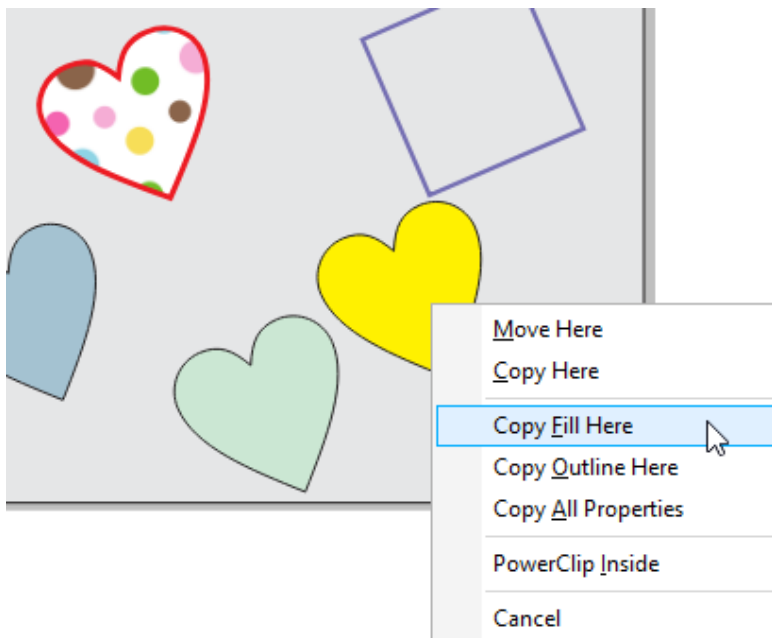 Move Here
Copy Here
Copy Fill Here
Copy Outline Here
Copy All Properties
PowerClip Inside
Cancel